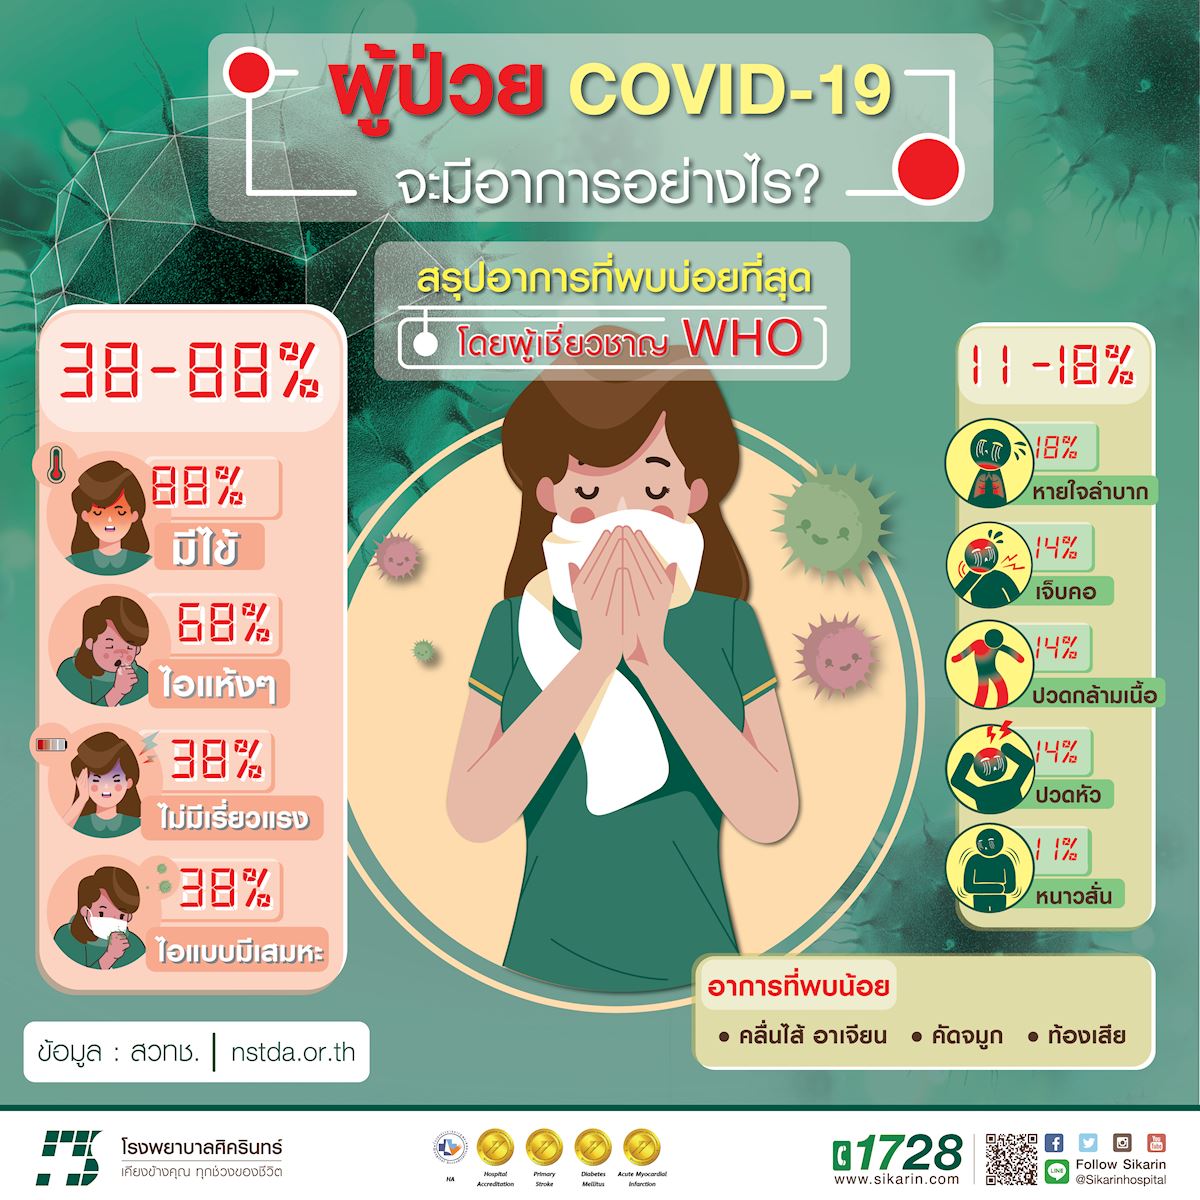 ผู้ป่วย COVID-19
จะมีอาการอย่างไร?
สรุปอาการที่พบบ่อยที่สุด
โดยผู้เชี่ยวชาญ WHO
38-88%
88%
มีไข้
68%
ไอแห้งๆ
38%
ไม่มีเรี่ยวแรง
38%
ไอแบบมีเสมหะ
11-18%
18%
หายใจลำบาก
14%
เจ็บคอ
14%
ปวดกล้ามเนื้อ
14%
ปวดหัว
11%
หนาวสั่น
อาการที่พบน้อย
• คลื่นไส้ อาเจียน • คัดจมูก • ท้องเสีย
ข้อมูล : สวทช. | nstda.or.th
โรงพยาบาลศิครินทร์
เคียงข้างคุณ ทุกช่วงของชีวิต
HA
Hospital
Accreditation
Primary
Stroke
Diabetes
Mellitus
Acute Myocardial
Infarction
1728
www.sikarin.com
You
Tube
LINE
Follow Sikarin
@Sikarinhospital